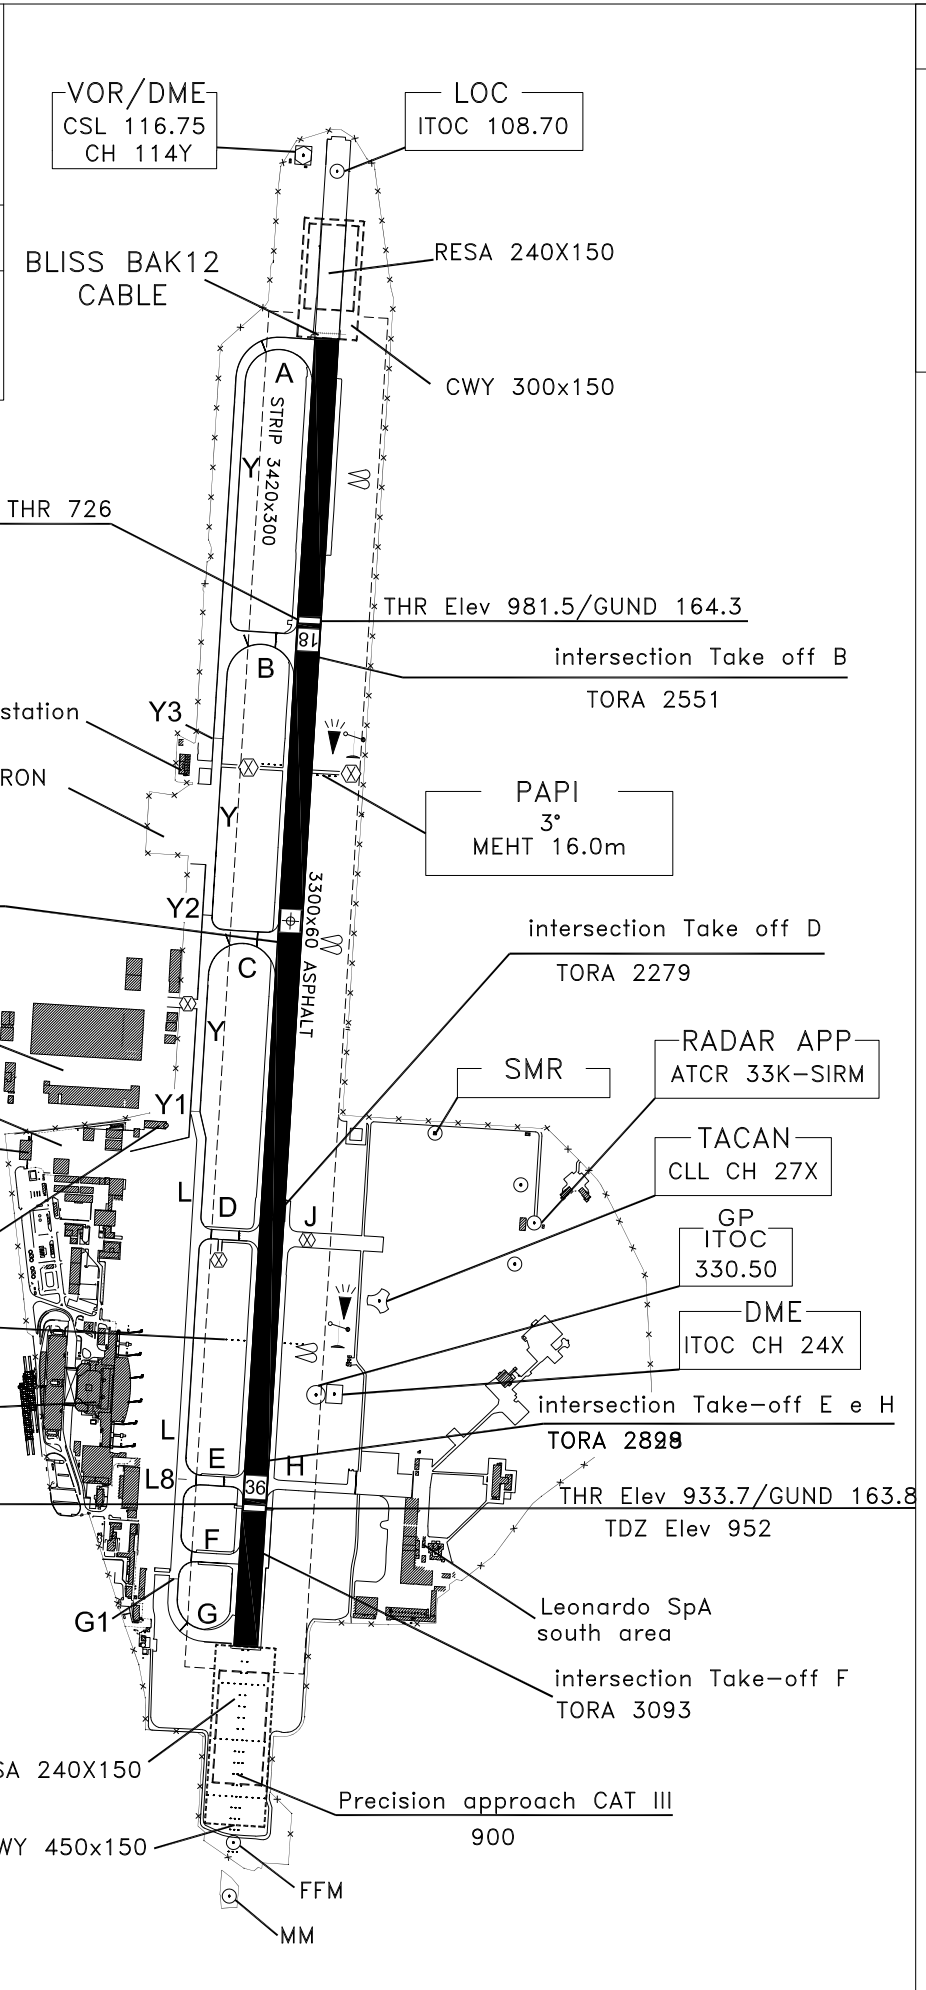 VOR/DME
CSL 116.75
CH 114Y
LOC
ITOC 108.70
RESA 240X150
BLISS BAK12
CABLE
CWY 300x150
A
STRIP 3420x300
Y
THR 726
THR Elev 981.5/GUND 164.3
18
intersection Take off B
TORA 2551
B
Y3
station
RON
PAPI
3°
MEHT 16.0m
Y
3300x60 ASPHALT
Y2
intersection Take off D
TORA 2279
C
Y
SMR
RADAR APP
ATCR 33K-SIRM
Y1
TACAN
CLL CH 27X
L
D
J
GP
ITOC
330.50
DME
ITOC CH 24X
intersection Take-off E e H
L
E
H
L8
36
THR Elev 933.7/GUND 163.8
TDZ Elev 952
F
G1
G
Leonardo SpA
south area
intersection Take-off F
TORA 3093
SA 240X150
Precision approach CAT III
900
WY 450x150
FFM
MM